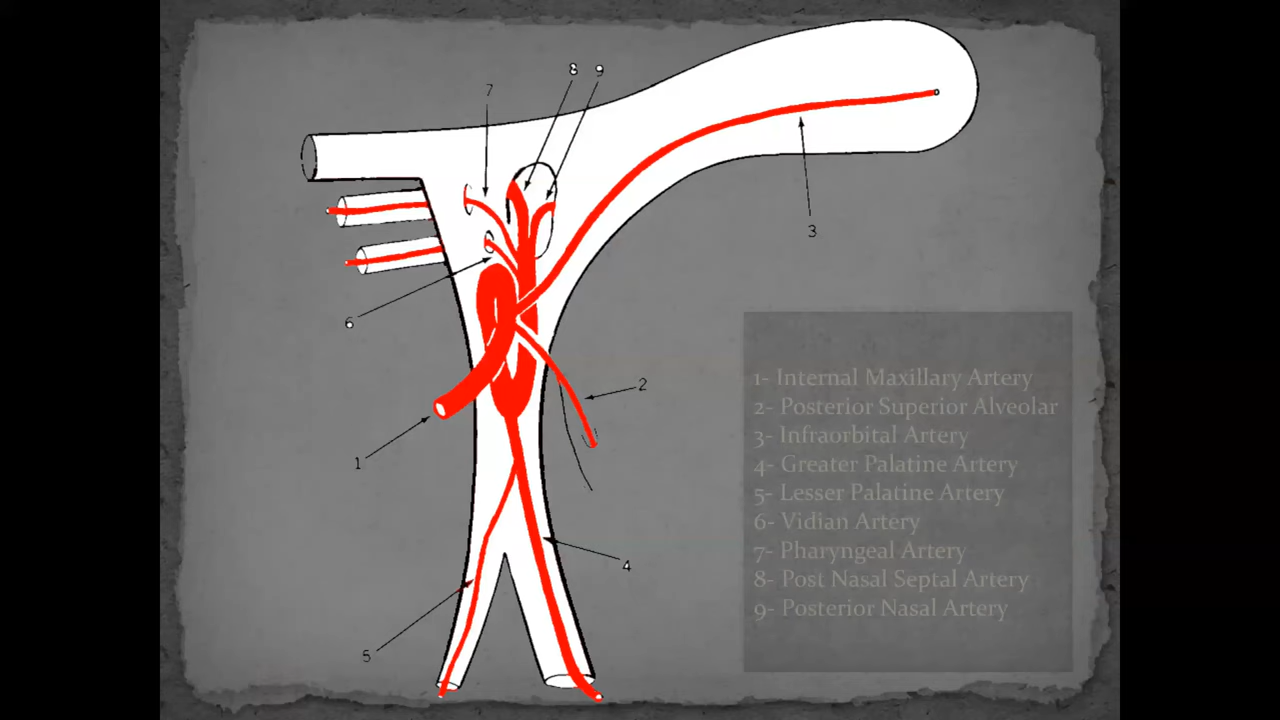 8 9
7
3
6
2
1
4
5
1- Internal Maxillary Artery
2- Posterior Superior Alveolar
3- Infraorbital Artery
4- Greater Palatine Artery
5- Lesser Palatine Artery
6- Vidian Artery
7- Pharyngeal Artery
8- Post Nasal Septal Artery
9- Posterior Nasal Artery